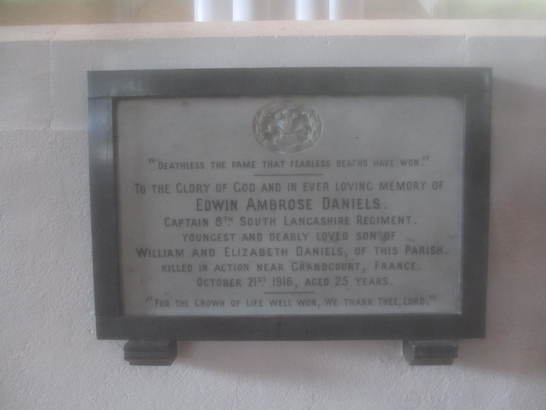 "Deathless the fame that fearless deaths have won."
To the Glory of God and in ever loving memory of
Edwin Ambrose Daniels.
Captain 8th South Lancashire Regiment.
youngest and dearly loved son of
William and Elizabeth Daniels, of this Parish.
killed in action near Grandcourt, France.
October 21st 1916, aged 25 years.
"For the crown of life well won, we thank Thee, Lord."